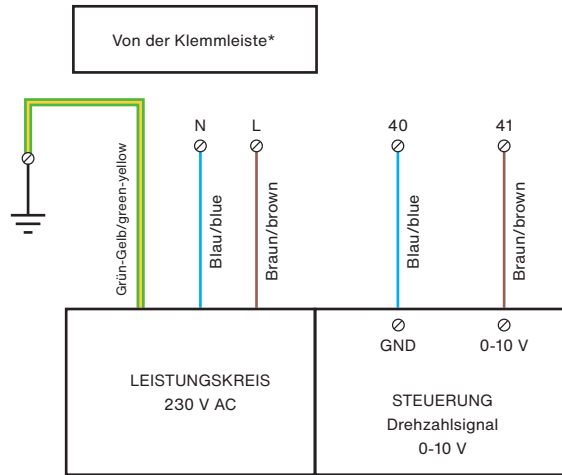 Von der Klemmleiste*
N
L
40
41
Grün-Gelb/green-yellow
Blau/blue
Braun/brown
Blau/blue
Braun/brown
GND
0-10 V
LEISTUNGSKREIS
230 V AC
STEUERUNG
Drehzahlsignal
0-10 V